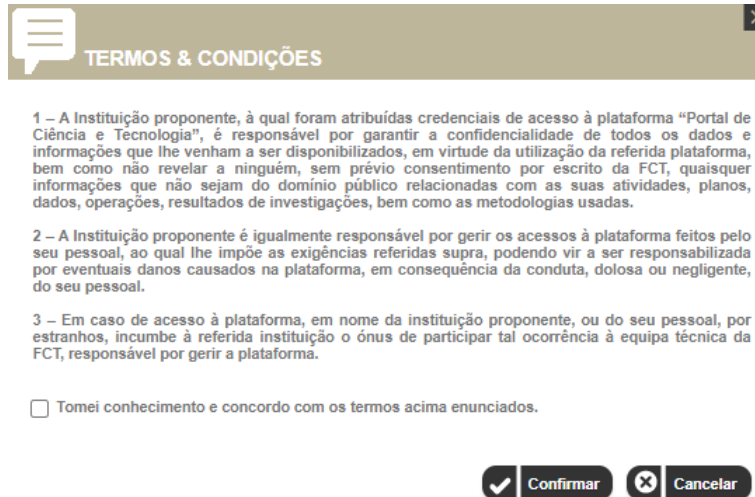 TERMOS & CONDIÇÕES
1 – A Instituição proponente, à qual foram atribuídas credenciais de acesso à plataforma “Portal de
Ciência e Tecnologia”, é responsável por garantir a confidencialidade de todos os dados e
informações que lhe venham a ser disponibilizados, em virtude da utilização da referida plataforma,
bem como não revelar a ninguém, sem prévio consentimento por escrito da FCT, quaisquer
informações que não sejam do domínio público relacionadas com as suas atividades, planos,
dados, operações, resultados de investigações, bem como as metodologias usadas.
2 – A Instituição proponente é igualmente responsável por gerir os acessos à plataforma feitos pelo
seu pessoal, ao qual lhe impõe as exigências referidas supra, podendo vir a ser responsabilizada
por eventuais danos causados na plataforma, em consequência da conduta, dolosa ou negligente,
do seu pessoal.
3 – Em caso de acesso à plataforma, em nome da instituição proponente, ou do seu pessoal, por
estranhos, incumbe à referida instituição o ónus de participar tal ocorrência à equipa técnica da
FCT, responsável por gerir a plataforma.
Tomei conhecimento e concordo com os termos acima enunciados.
Confirmar Cancelar